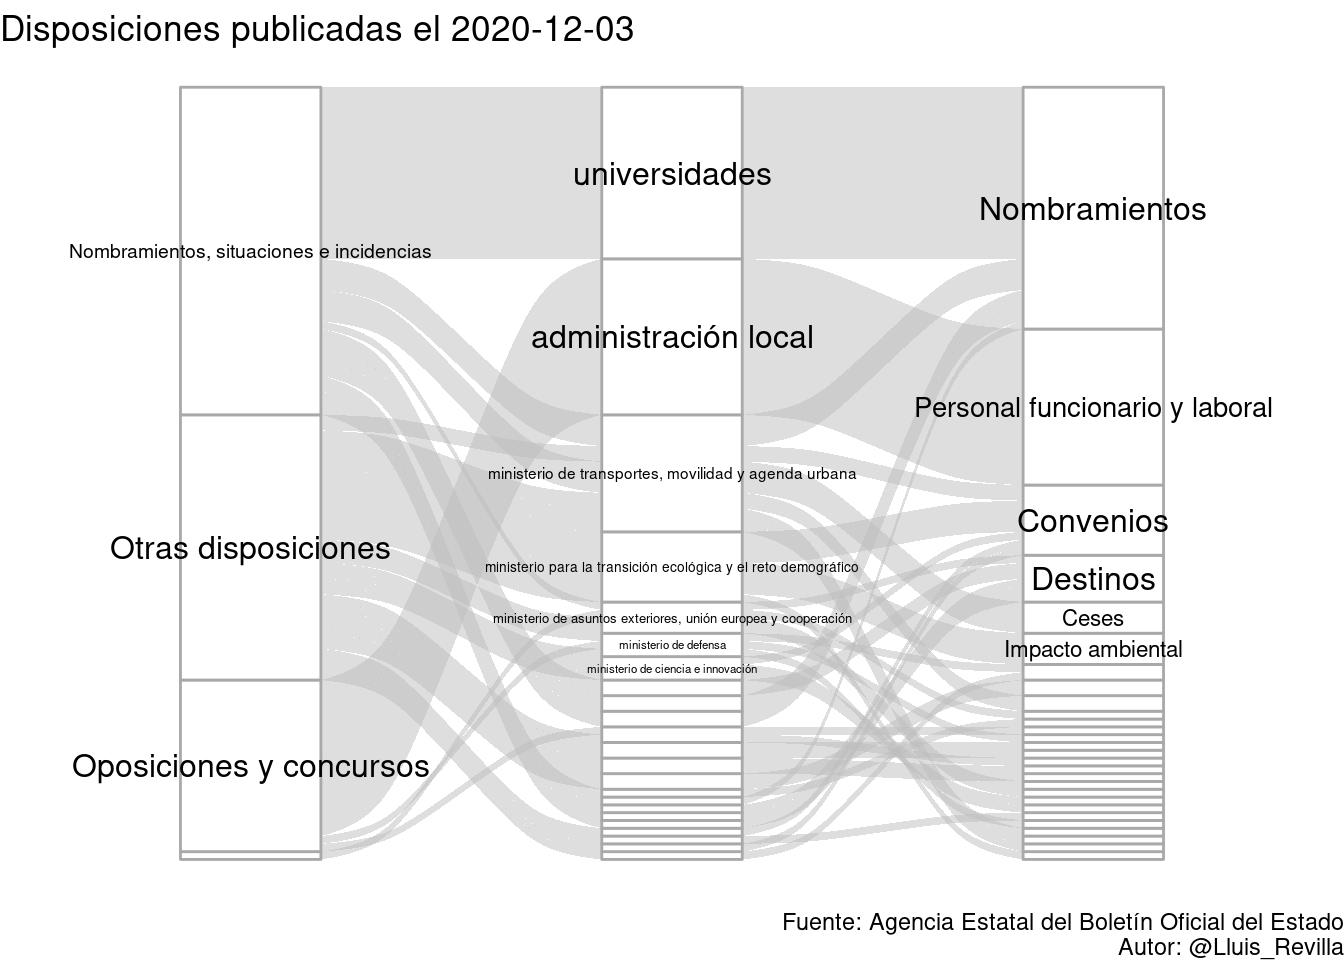 Disposiciones publicadas el 2020-12-03
Nombramientos, situaciones e incidencias
Otras disposiciones
Oposiciones y concursos
universidades
administración local
ministerio de transportes, movilidad y agenda urbana
ministerio para la transición ecológica y el reto demográfico
ministerio de asuntos exteriores, unión europea y cooperación
ministerio de defensa
ministerio de ciencia e innovación
Nombramientos
Personal funcionario y laboral
Convenios
Destinos
Ceses
Impacto ambiental
Fuente: Agencia Estatal del Boletín Oficial del Estado
Autor: @Lluis_Revilla